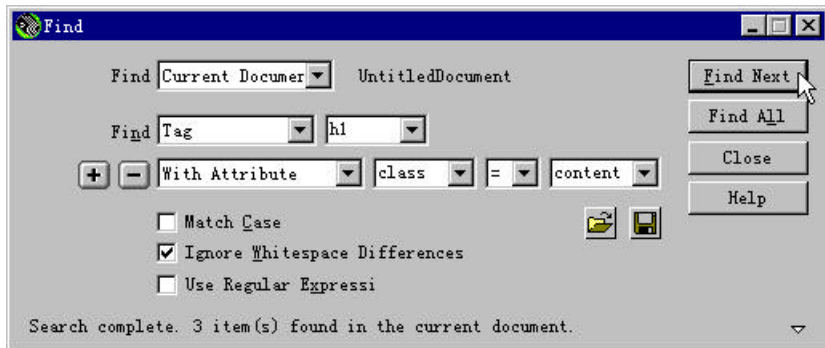 Find
Find Current Documer UntitledDocument Find Next
Find Tag h1 Find All
+ - With Attribute class = content Close
Help
Match Case
Ignore Whitespace Differences
Use Regular Expressi
Search complete. 3 item(s) found in the current document.